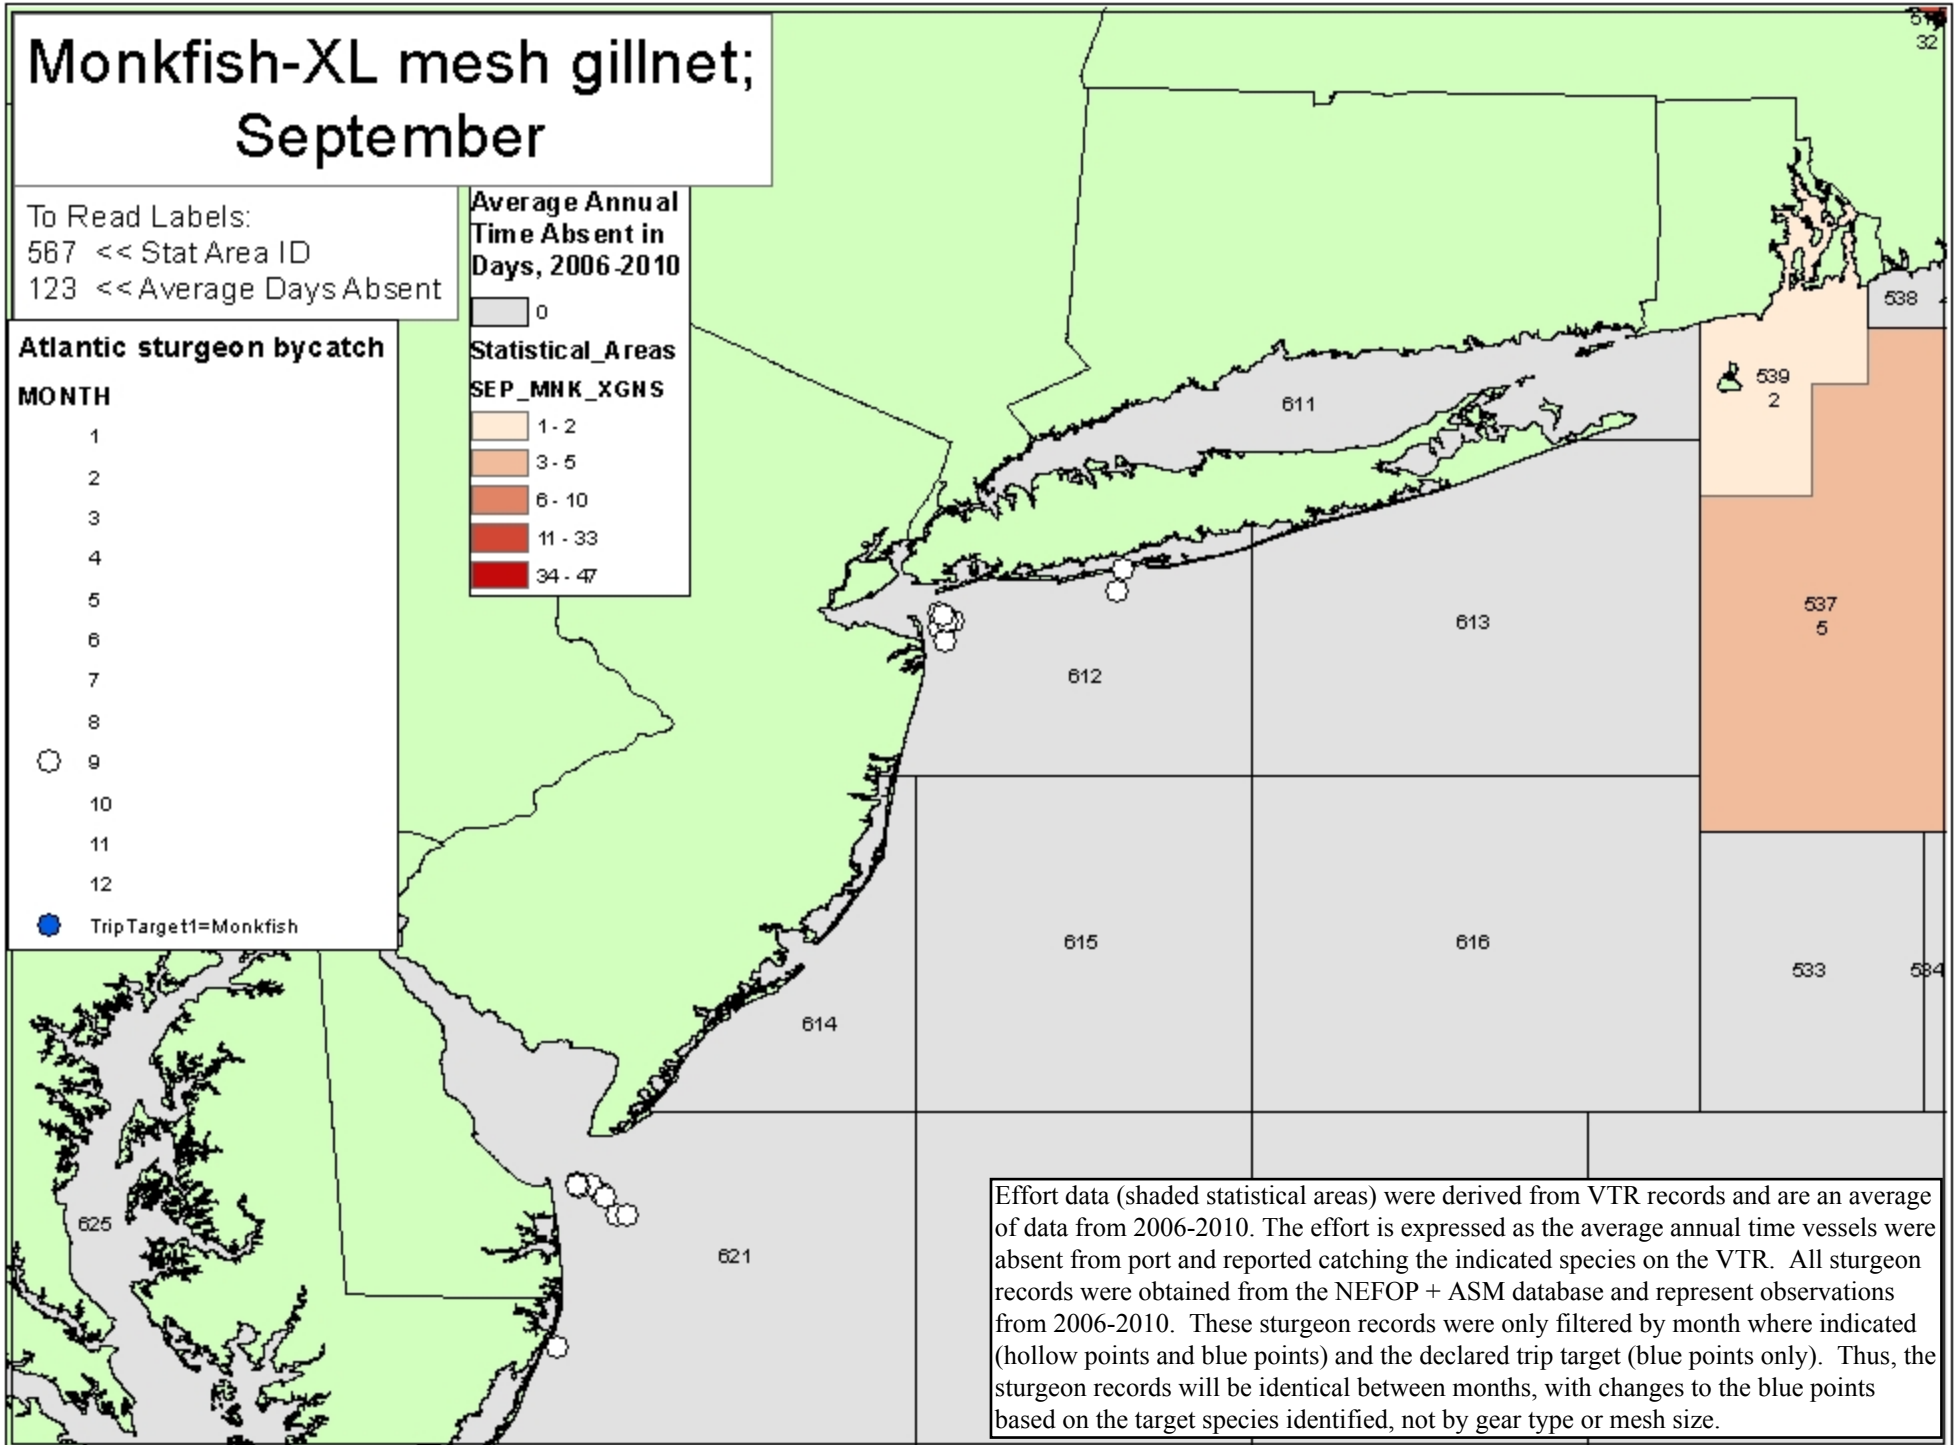 Monkfish-XL mesh gillnet;
September
To Read Labels:
567 << Stat Area ID
123 << Average Days Absent
Average Annual
Time Absent in
Days, 2006-2010
0
Statistical_Areas
SEP_MNK_XGNS
1 - 2
3 - 5
6 - 10
11 - 33
34 - 47
Atlantic sturgeon bycatch
MONTH
1
2
3
4
5
6
7
8
9
10
11
12
TripTarget1=Monkfish
32
538
539
2
611
537
5
613
612
615
616
533
534
614
625
621
Effort data (shaded statistical areas) were derived from VTR records and are an average
of data from 2006-2010. The effort is expressed as the average annual time vessels were
absent from port and reported catching the indicated species on the VTR. All sturgeon
records were obtained from the NEFOP + ASM database and represent observations
from 2006-2010. These sturgeon records were only filtered by month where indicated
(hollow points and blue points) and the declared trip target (blue points only). Thus, the
sturgeon records will be identical between months, with changes to the blue points
based on the target species identified, not by gear type or mesh size.